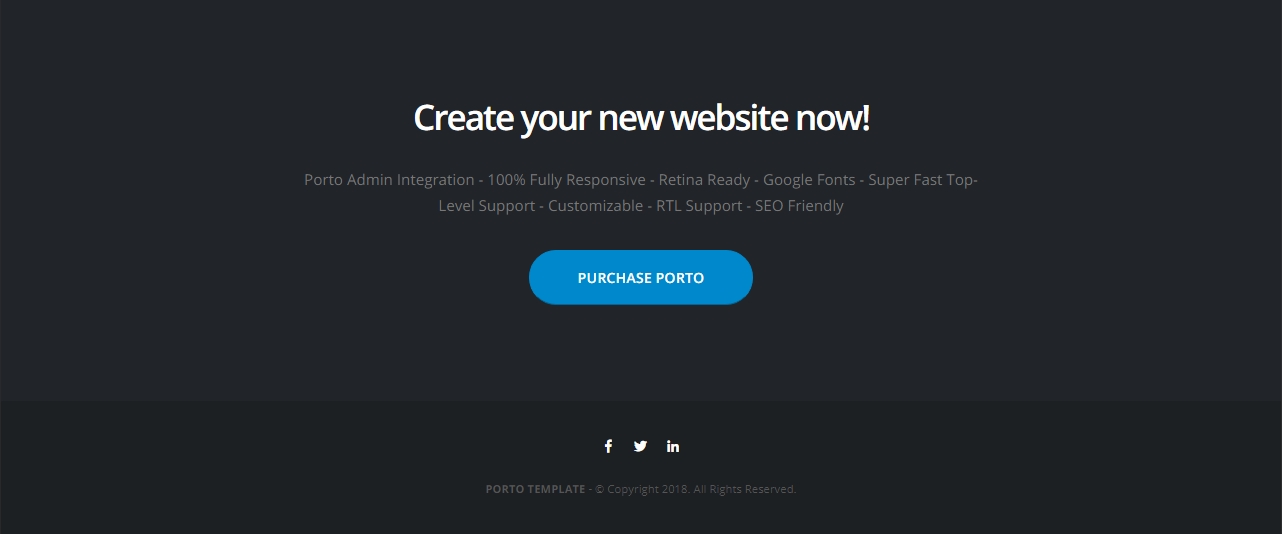 Create your new website now!
Porto Admin Integration - 100% Fully Responsive - Retina Ready - Google Fonts - Super Fast Top-
Level Support - Customizable - RTL Support - SEO Friendly
PURCHASE PORTO
PORTO TEMPLATE - © Copyright 2018. All Rights Reserved.